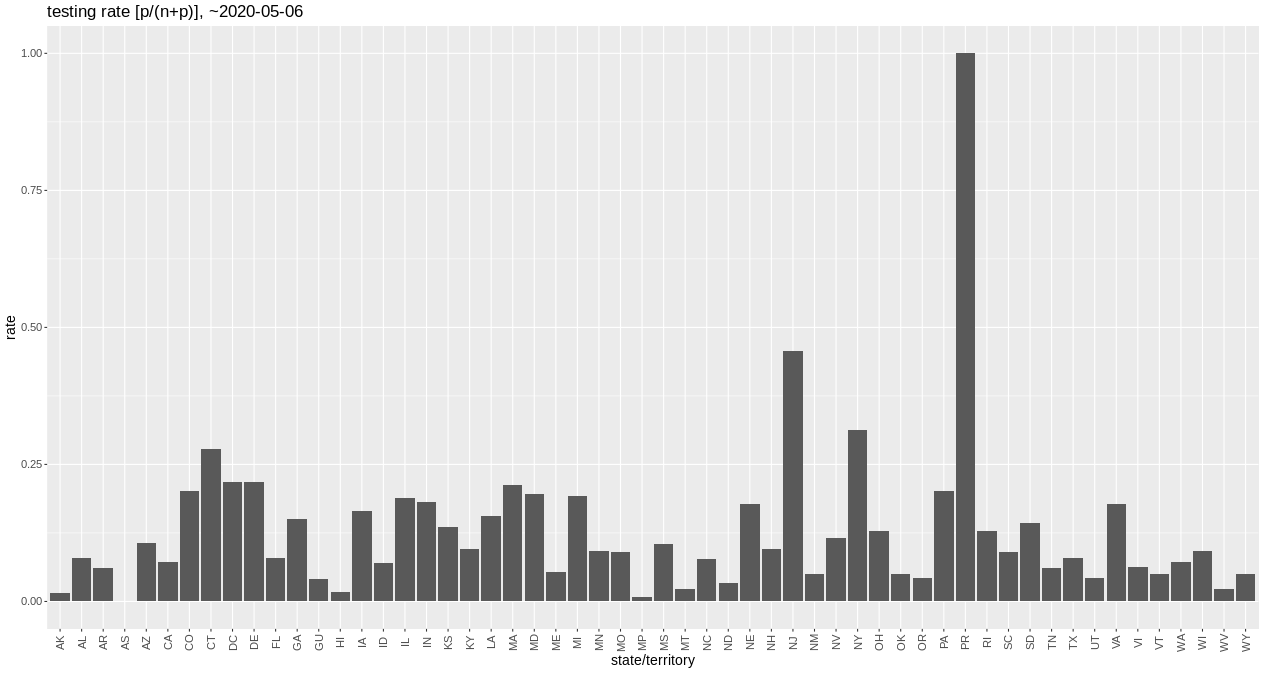 testing rate [p/(n+p)], ~2020-05-06
1.00
0.75
0.50
0.25
0.00
rate
AK AL AR AS AZ CA CO CT DC DE FL GA GU HI IA ID IL IN KS KY LA MA MD ME MI MN MO MP MS MT NC ND NE NH NJ NM NV NY OH OK OR PA PR RI SC SD TN TX UT VA VI VT WA WI WV WY
state/territory